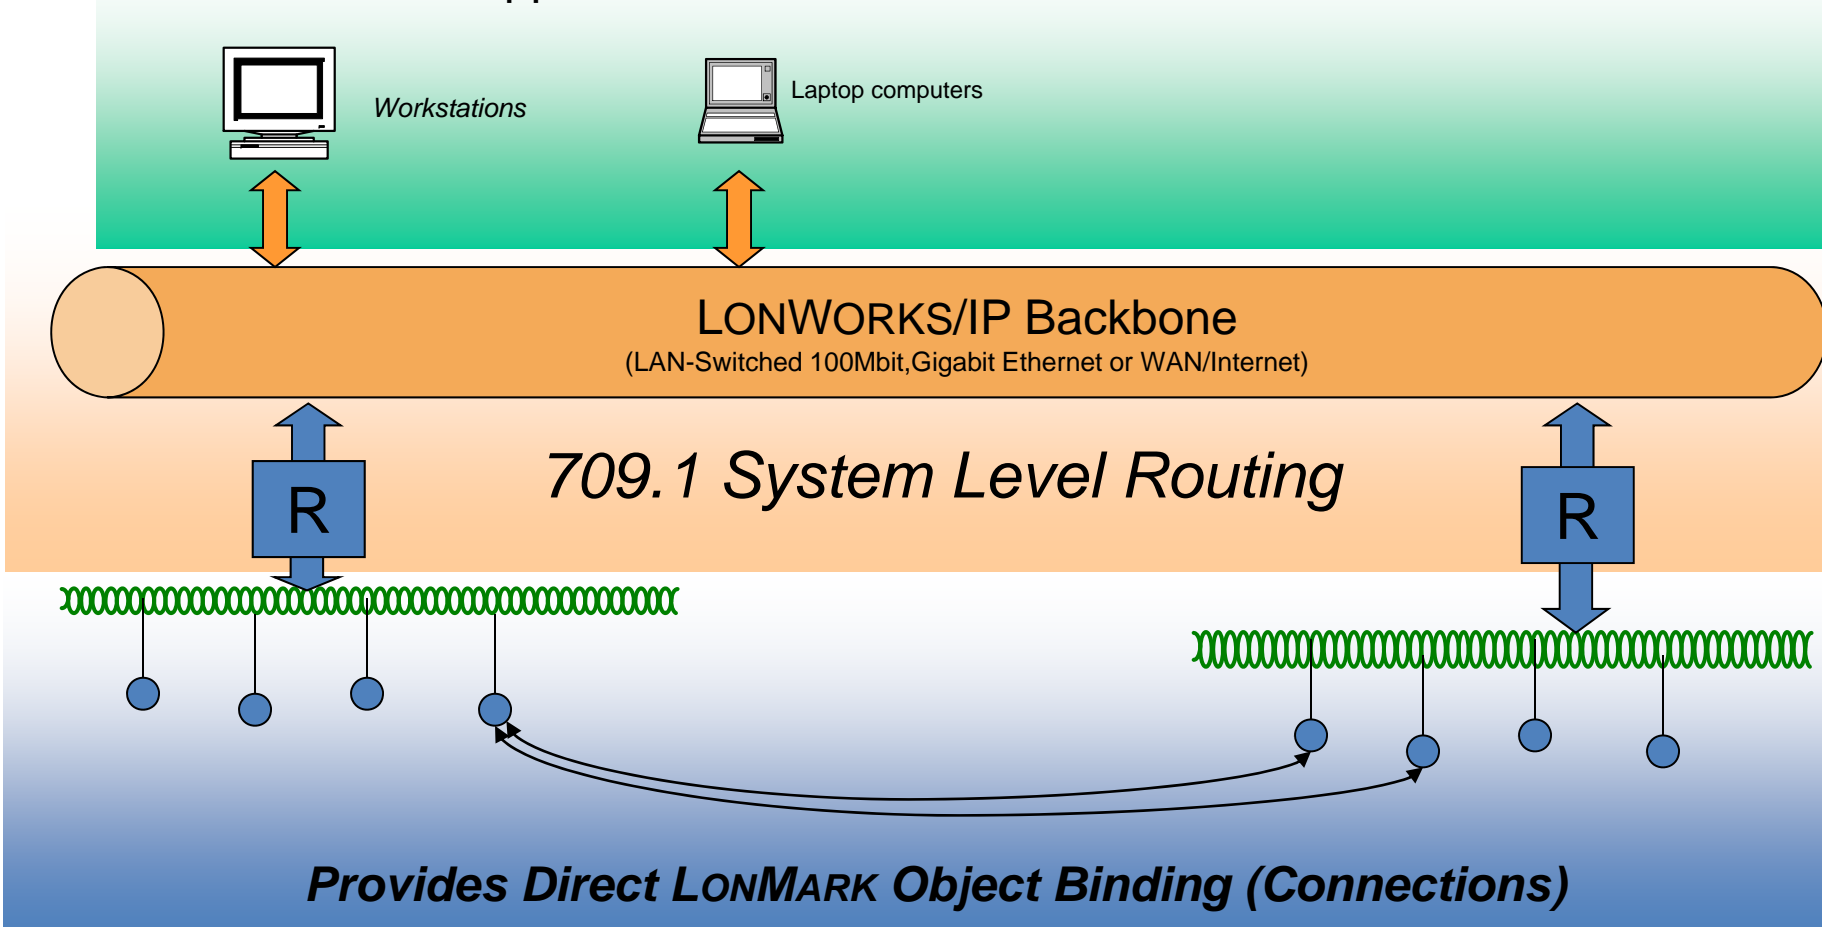 Workstations
Laptop computers
LONWORKS/IP Backbone
(LAN-Switched 100Mbit,Gigabit Ethernet or WAN/Internet)
709.1 System Level Routing
R
R
Provides Direct LONMARK Object Binding (Connections)